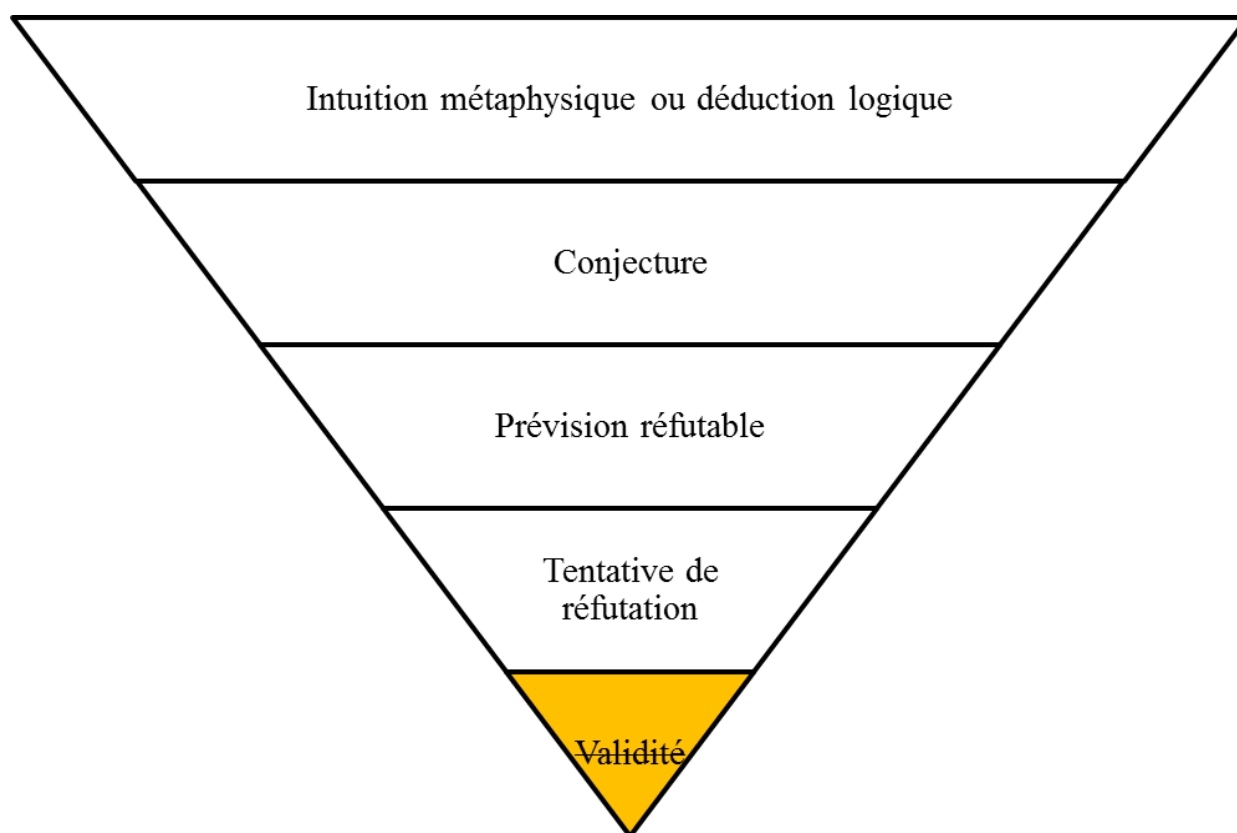 Intuition métaphysique ou déduction logique
Conjecture
Prévision réfutable
Tentative de
réfutation
Validité